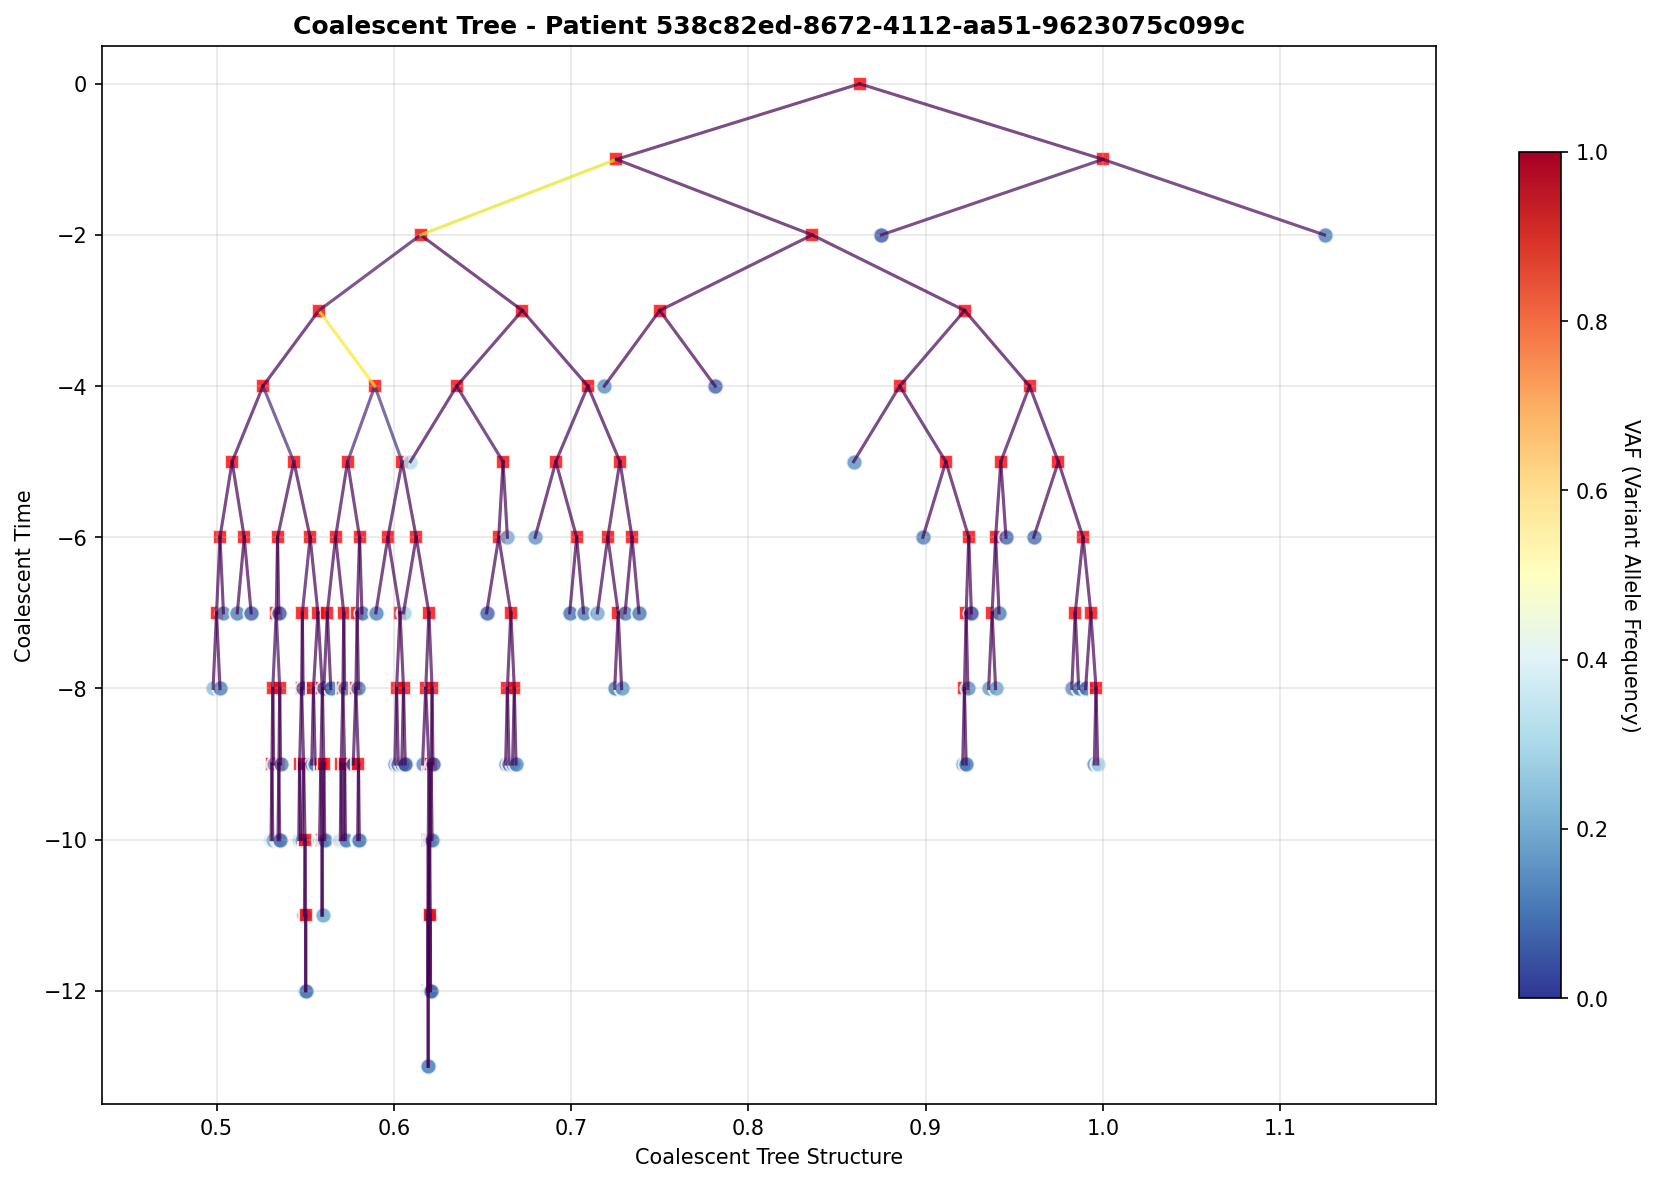 Coalescent Tree - Patient 538c82ed-8672-4112-aa51-9623075c099c
0
−2
−4
−6
−8
−10
−12
Coalescent Time
0.5 0.6 0.7 0.8 0.9 1.0 1.1
Coalescent Tree Structure
1.0
0.8
0.6
0.4
0.2
0.0
VAF (Variant Allele Frequency)